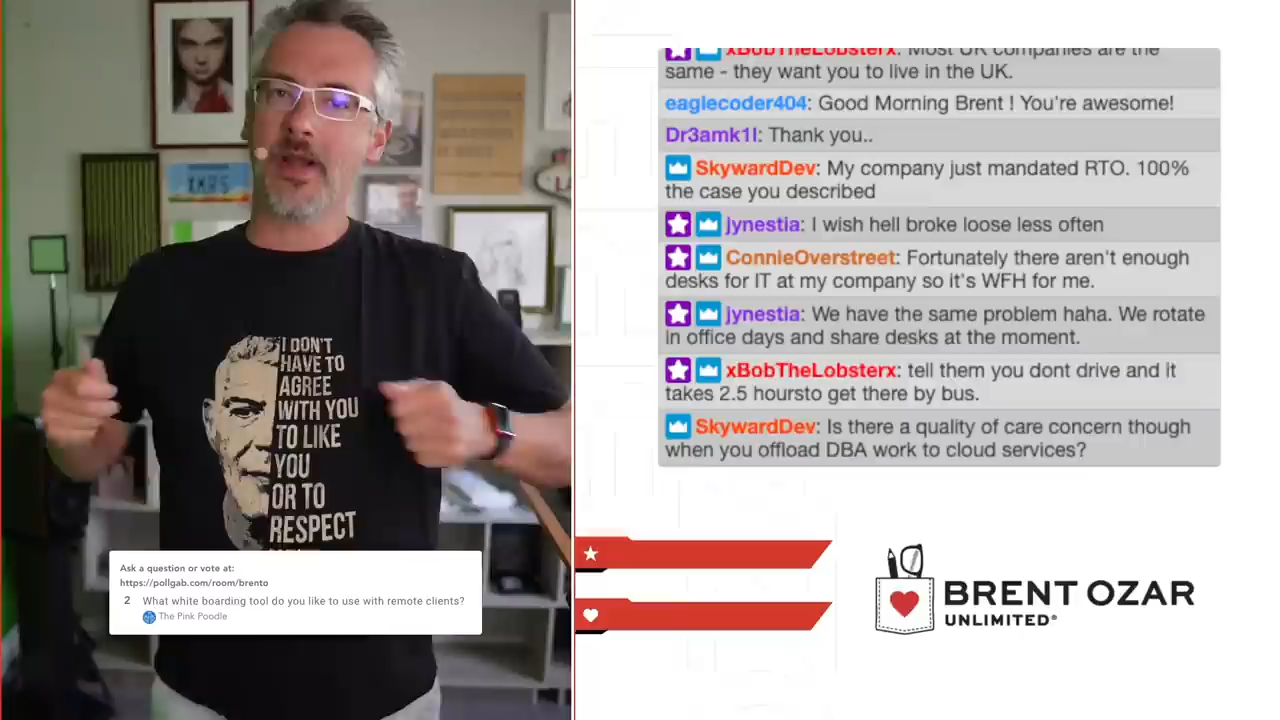 I DON'T
HAVE TO
AGREE
WITH YOU
TO LIKE
YOU
OR TO
RESPECT
Ask a question or vote at:
https://pollgab.com/room/brento
2 What white boarding tool do you like to use with remote clients?
The Pink Poodle
xBobTheLobsterx: Most UK companies are the
same - they want you to live in the UK.
eaglecoder404: Good Morning Brent ! You're awesome!
Dr3amk1l: Thank you..
SkywardDev: My company just mandated RTO. 100%
the case you described
jynestia: I wish hell broke loose less often
ConnieOverstreet: Fortunately there aren't enough
desks for IT at my company so it's WFH for me.
jynestia: We have the same problem haha. We rotate
in office days and share desks at the moment.
xBobTheLobsterx: tell them you dont drive and it
takes 2.5 hoursto get there by bus.
SkywardDev: Is there a quality of care concern though
when you offload DBA work to cloud services?
BRENT OZAR
UNLIMITED®